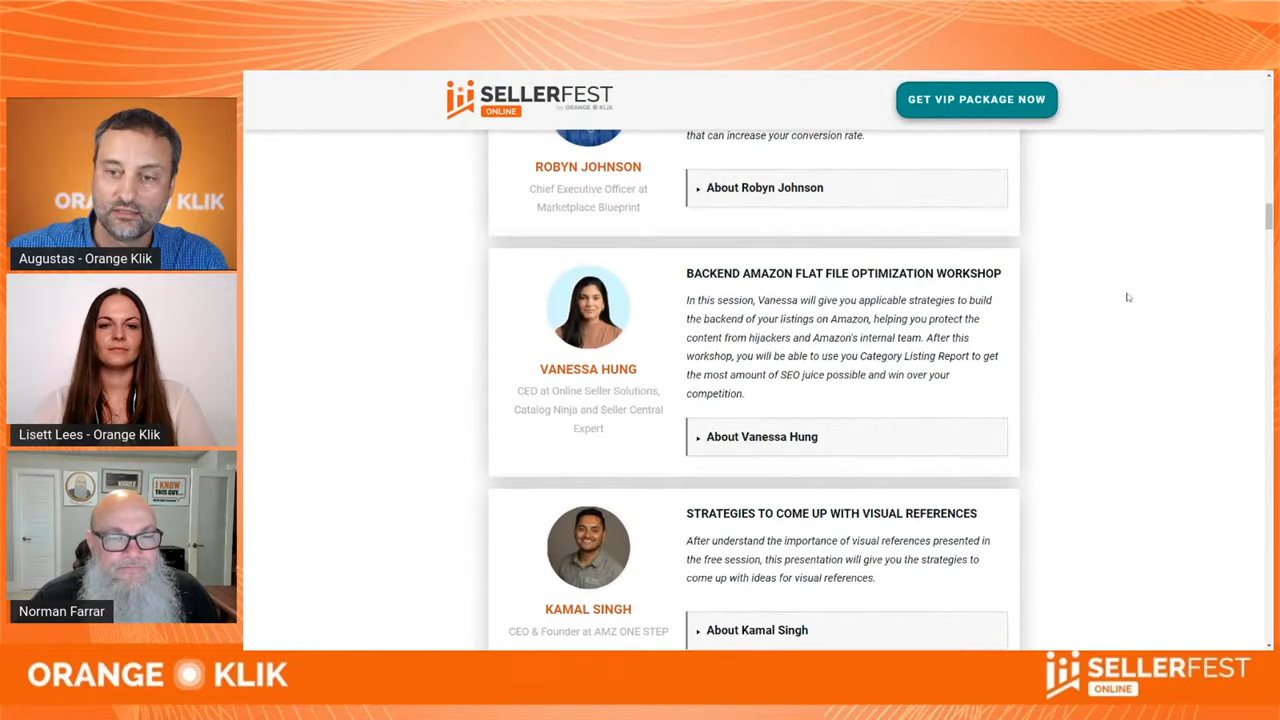 SELLERFEST
by ORANGE KLIK
ONLINE
GET VIP PACKAGE NOW
OR
KLIK
Augustas - Orange Klik
Lisett Lees - Orange Klik
I KNOW
THIS GUY...
Norman Farrar
that can increase your conversion rate.
ROBYN JOHNSON
Chief Executive Officer at
Marketplace Blueprint
About Robyn Johnson
BACKEND AMAZON FLAT FILE OPTIMIZATION WORKSHOP
In this session, Vanessa will give you applicable strategies to build
the backend of your listings on Amazon, helping you protect the
content from hijackers and Amazon's internal team. After this
workshop, you will be able to use you Category Listing Report to get
the most amount of SEO juice possible and win over your
competition.
VANESSA HUNG
CEO at Online Seller Solutions,
Catalog Ninja and Seller Central
Expert
About Vanessa Hung
STRATEGIES TO COME UP WITH VISUAL REFERENCES
After understand the importance of visual references presented in
the free session, this presentation will give you the strategies to
come up with ideas for visual references.
KAMAL SINGH
CEO & Founder at AMZ ONE STEP
About Kamal Singh
ORANGE KLIK
SELLERFEST
ONLINE